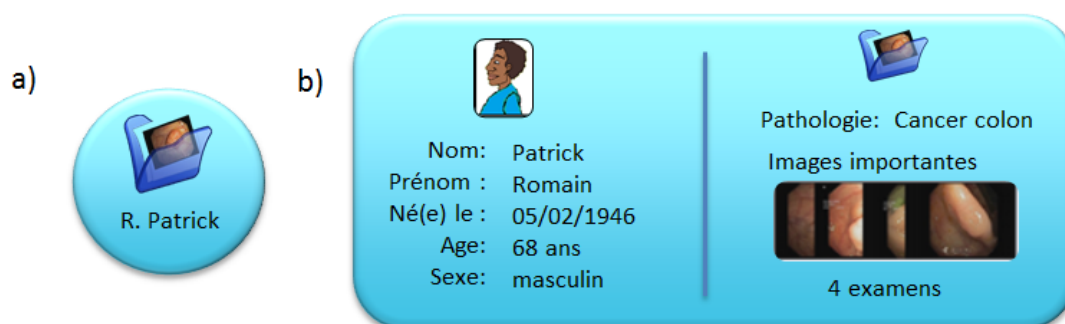 a)
R. Patrick
b)
Nom: Patrick
Prénom : Romain
Né(e) le : 05/02/1946
Age: 68 ans
Sexe: masculin
Pathologie: Cancer colon
Images importantes
4 examens